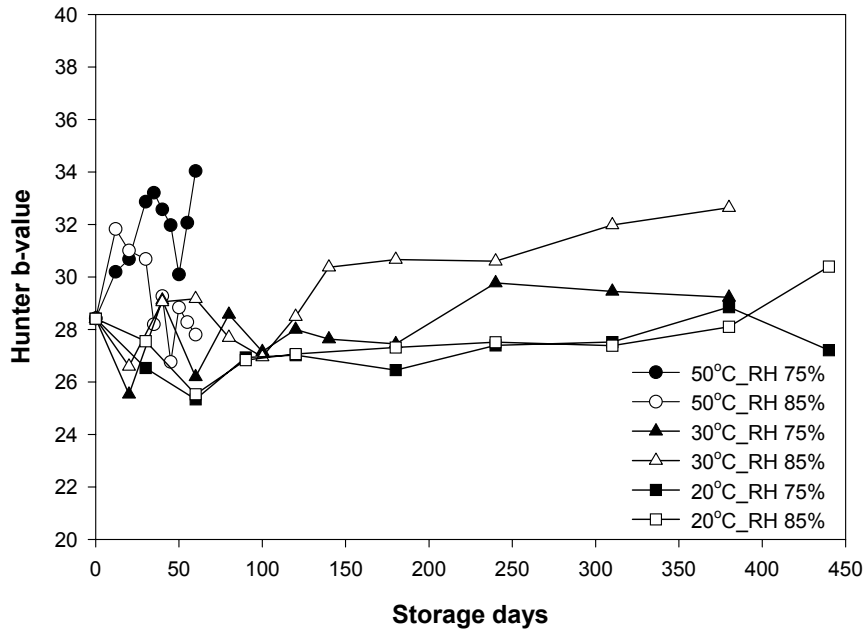 40
38
36
34
32
30
28
26
24
22
20
Hunter b-value
50°C_RH 75%
50°C_RH 85%
30°C_RH 75%
30°C_RH 85%
20°C_RH 75%
20°C_RH 85%
0 50 100 150 200 250 300 350 400 450
Storage days